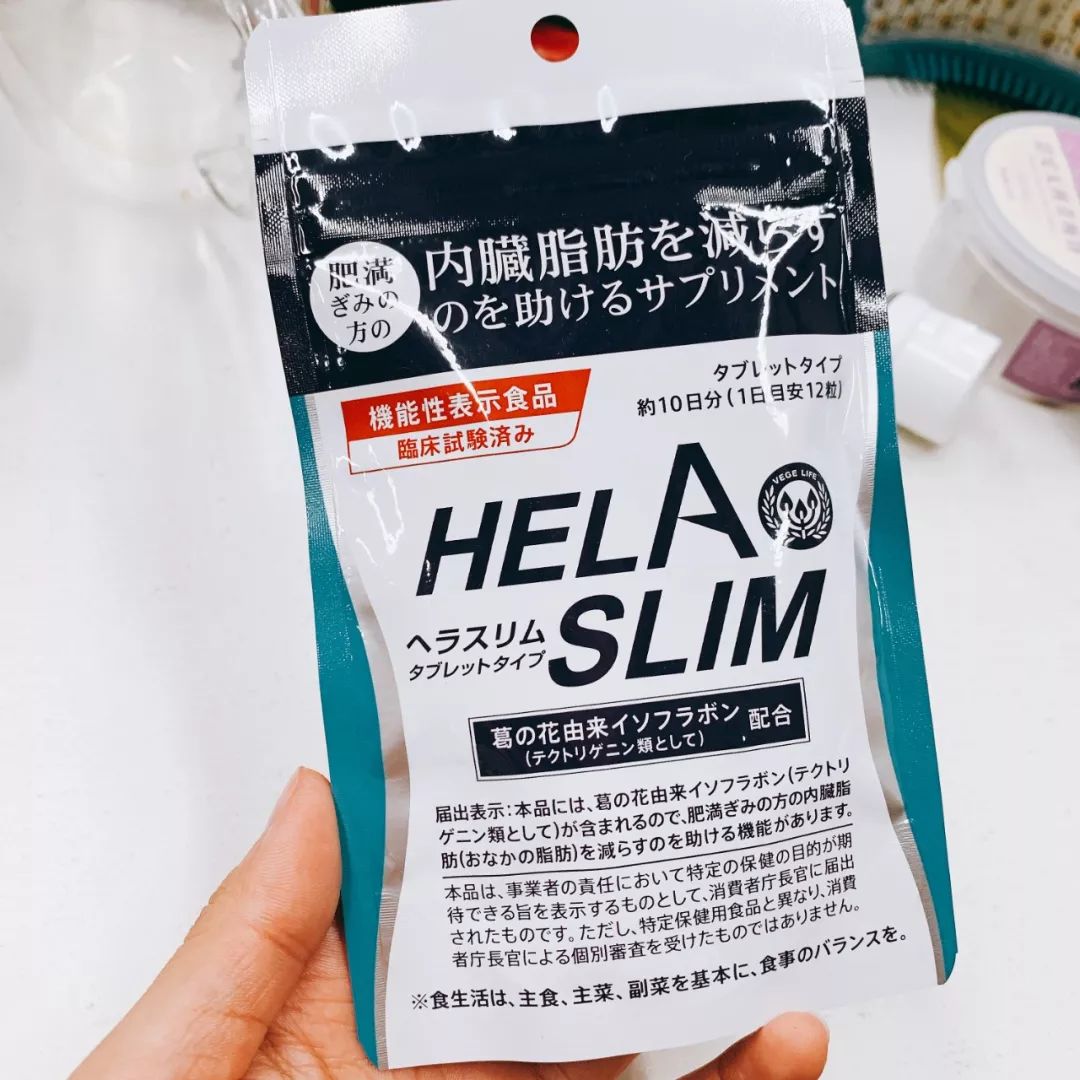 肥満
ぎみの
方の
内臓脂肪を減らす
のを助けるサプリメント
機能性表示食品
臨床試験済み
タブレットタイプ
約10日分(1日目安12粒)
HELA
VEGE LIFE
SLIM
ヘラスリム
タブレットタイプ
葛の花由来イソフラボン
(テクトリゲニン類として)
配合
届出表示:本品には、葛の花由来イソフラボン(テクトリ
ゲニン類として)が含まれるので、肥満ぎみの方の内臓脂
肪(おなかの脂肪)を減らすのを助ける機能があります。
本品は、事業者の責任において特定の保健の目的が期
待できる旨を表示するものとして、消費者庁長官に届出
されたものです。ただし、特定保健用食品と異なり、消費
者庁長官による個別審査を受けたものではありません。
※食生活は、主食、主菜、副菜を基本に、食事のバランスを。